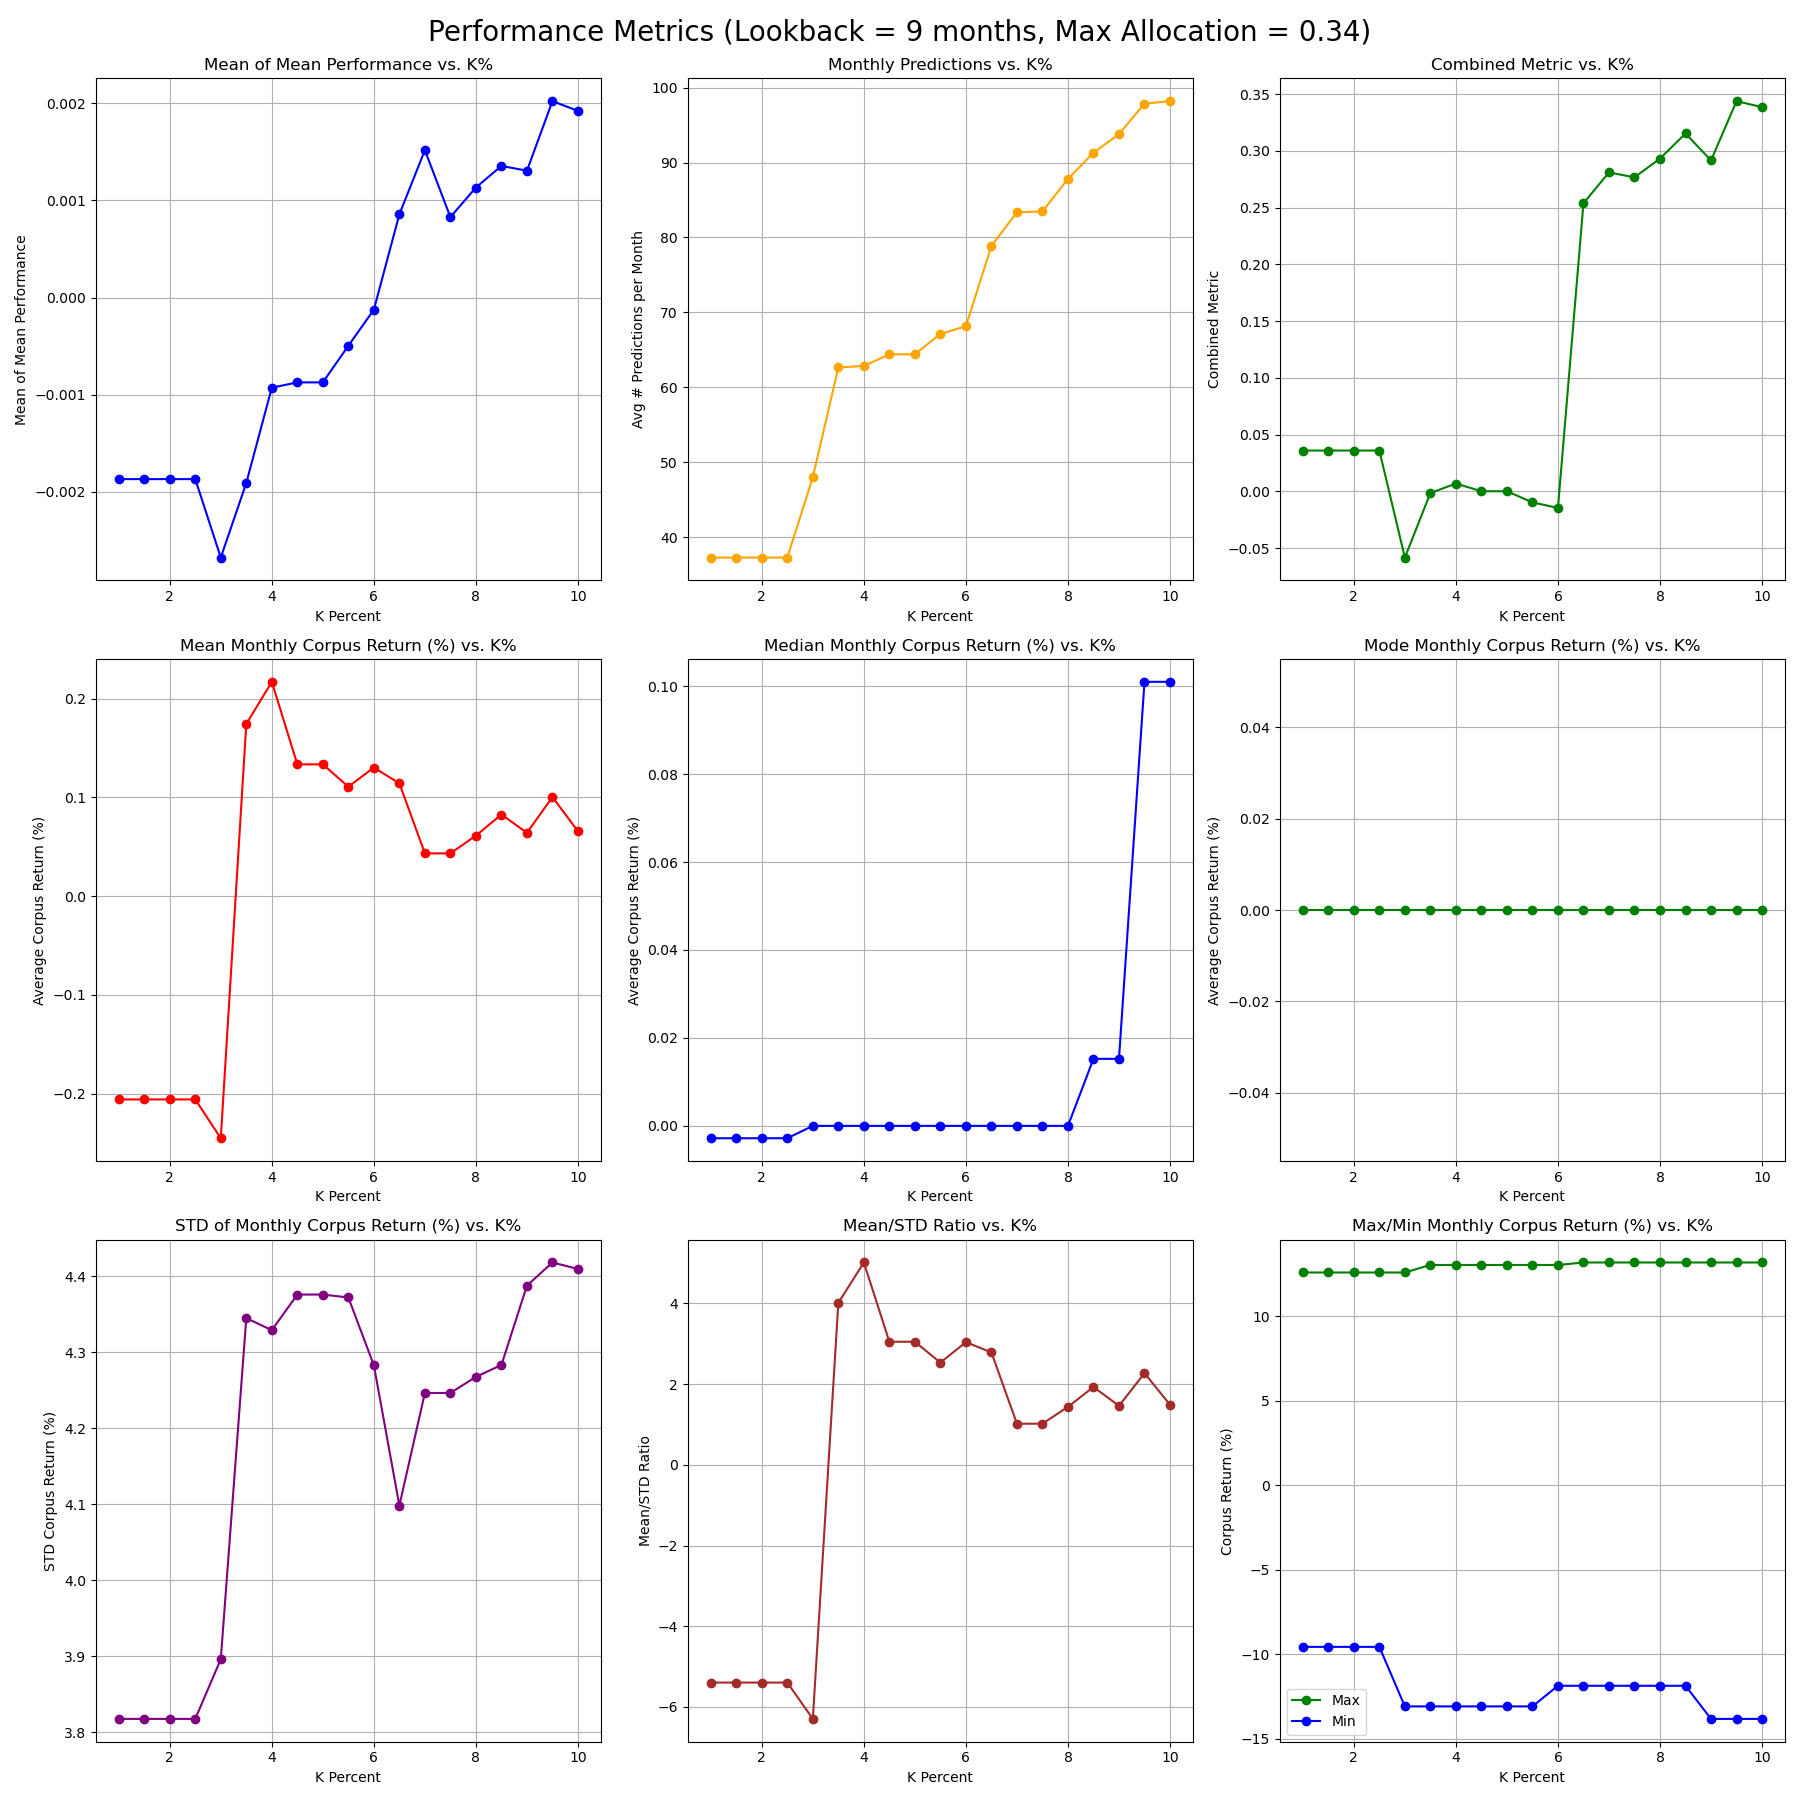 Performance Metrics (Lookback = 9 months, Max Allocation = 0.34)
Mean of Mean Performance vs. K%
Mean of Mean Performance
0.002
0.001
0.000
−0.001
−0.002
2 4 6 8 10
K Percent
Monthly Predictions vs. K%
Avg # Predictions per Month
100
90
80
70
60
50
40
2 4 6 8 10
K Percent
Combined Metric vs. K%
Combined Metric
0.35
0.30
0.25
0.20
0.15
0.10
0.05
0.00
−0.05
2 4 6 8 10
K Percent
Mean Monthly Corpus Return (%) vs. K%
Average Corpus Return (%)
0.2
0.1
0.0
−0.1
−0.2
2 4 6 8 10
K Percent
Median Monthly Corpus Return (%) vs. K%
Average Corpus Return (%)
0.10
0.08
0.06
0.04
0.02
0.00
2 4 6 8 10
K Percent
Mode Monthly Corpus Return (%) vs. K%
Average Corpus Return (%)
0.04
0.02
0.00
−0.02
−0.04
2 4 6 8 10
K Percent
STD of Monthly Corpus Return (%) vs. K%
STD Corpus Return (%)
4.4
4.3
4.2
4.1
4.0
3.9
3.8
2 4 6 8 10
K Percent
Mean/STD Ratio vs. K%
Mean/STD Ratio
4
2
0
−2
−4
−6
2 4 6 8 10
K Percent
Max/Min Monthly Corpus Return (%) vs. K%
Corpus Return (%)
10
5
0
−5
−10
−15
Max
Min
2 4 6 8 10
K Percent